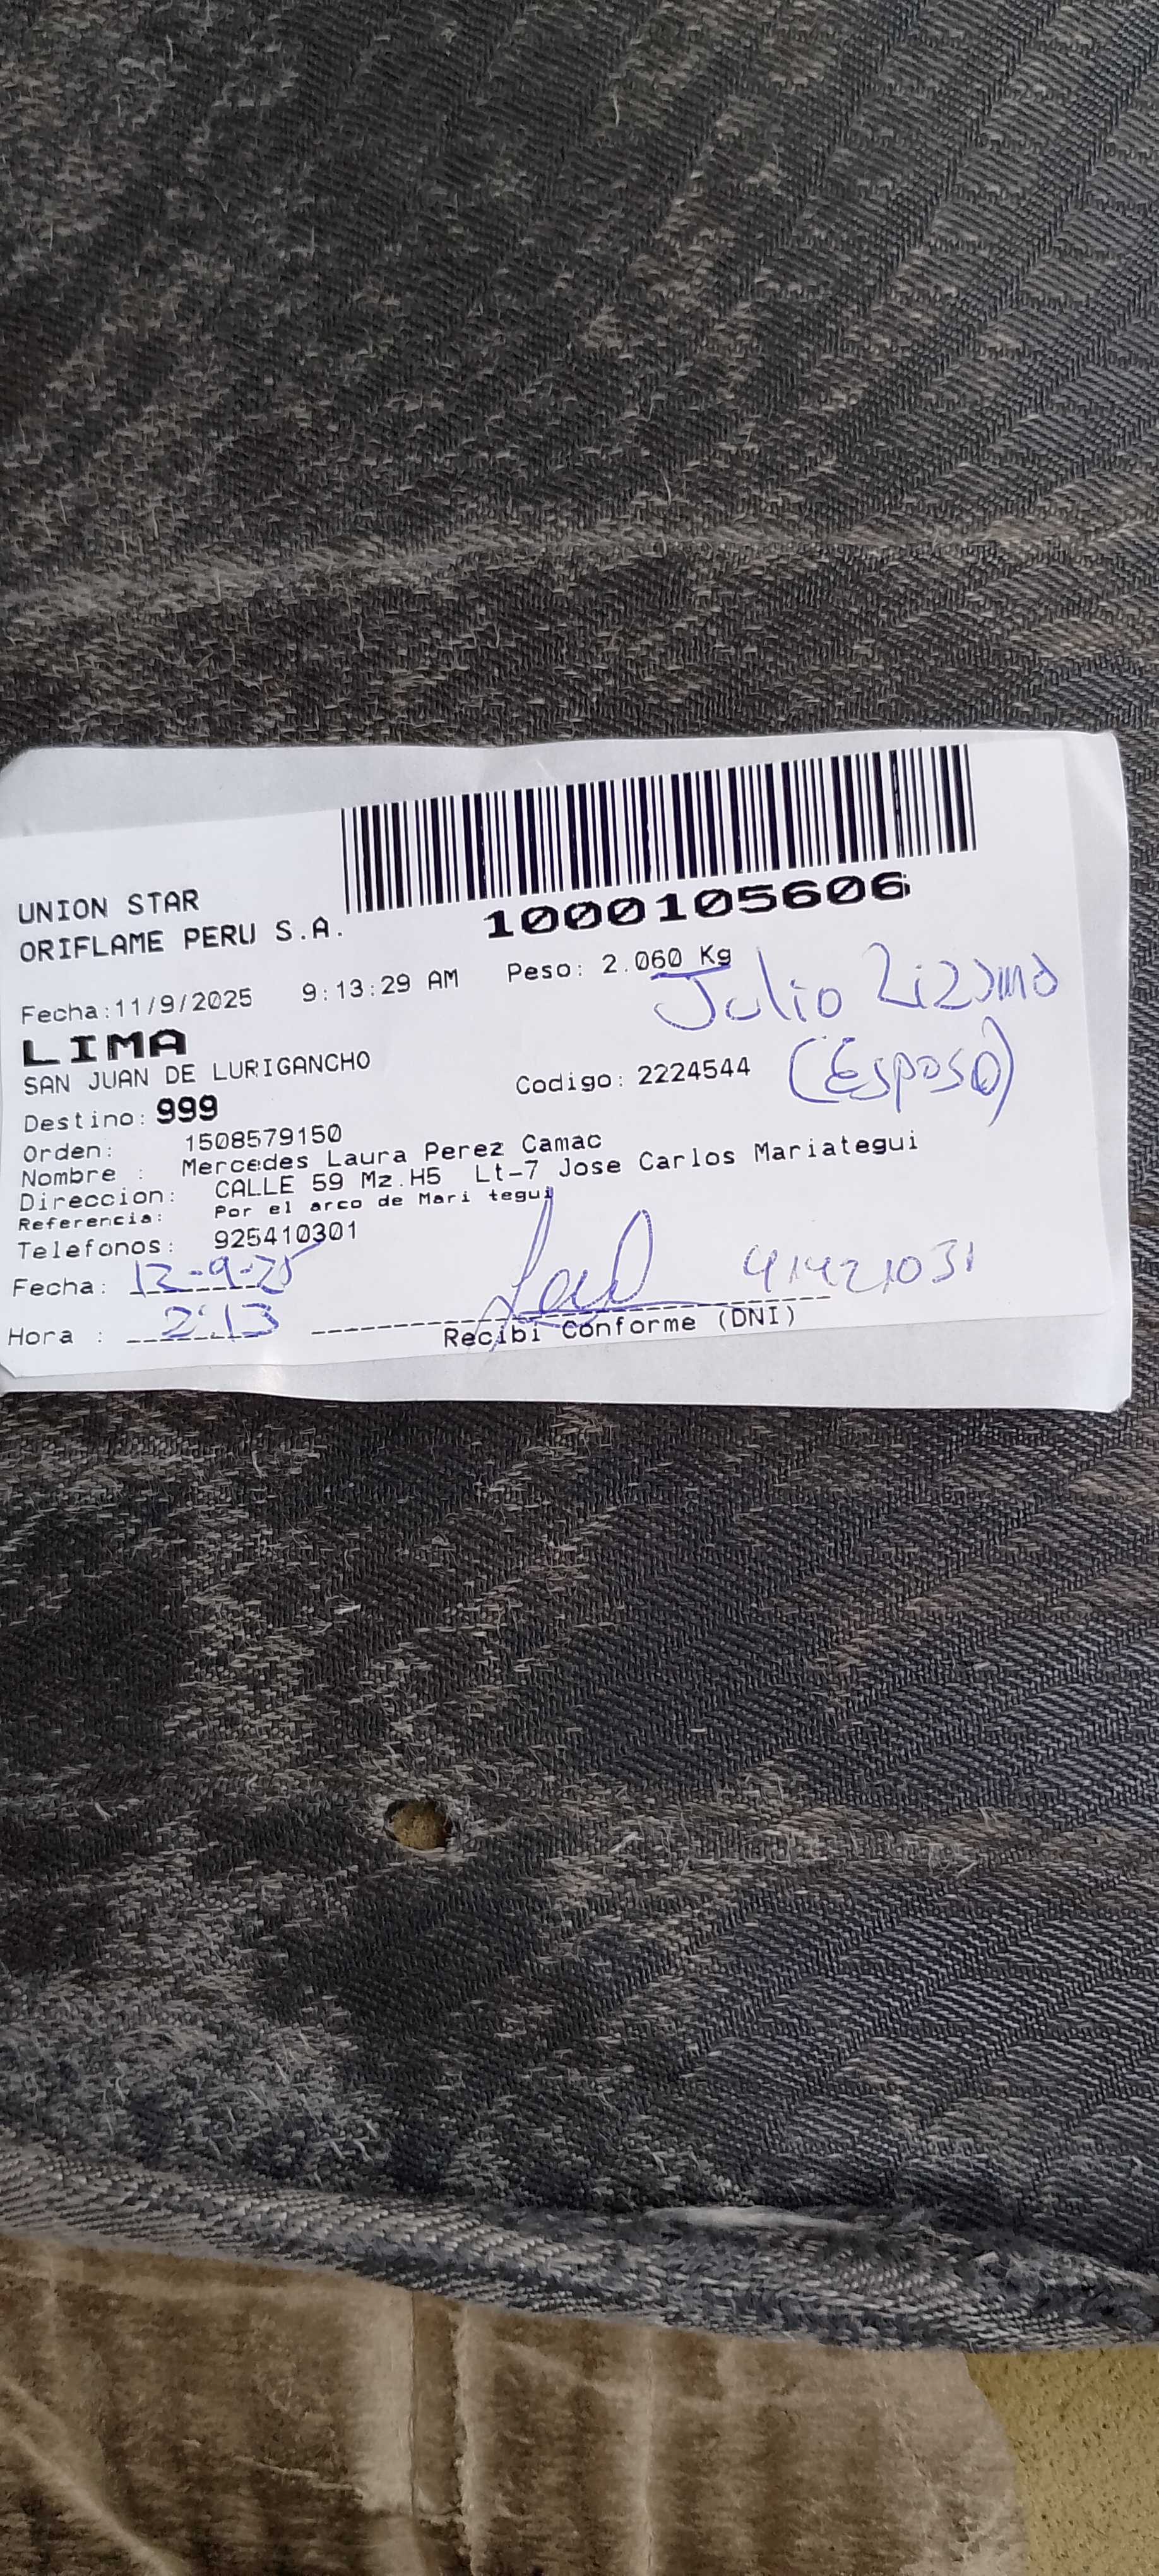 1000105606
UNION STAR
ORIFLAME PERU S.A.
Fecha:11/9/2025 9:13:29 AM Peso: 2.060 Kg
Julio
LIMA
SAN JUAN DE LURIGANCHO
Codigo: 2224544 (Esposo)
Destino: 999
Orden: 1508579150
Nombre : Mercedes Laura Perez Camac
Direccion: CALLE 59 Mz.H5 Lt-7 Jose Carlos Mariategui
Referencia: Por el arco de Mari tegui
Telefonos: 925410301
Fecha: 12-9-25
41421031
Hora : 2:13
Recibi Conforme (DNI)